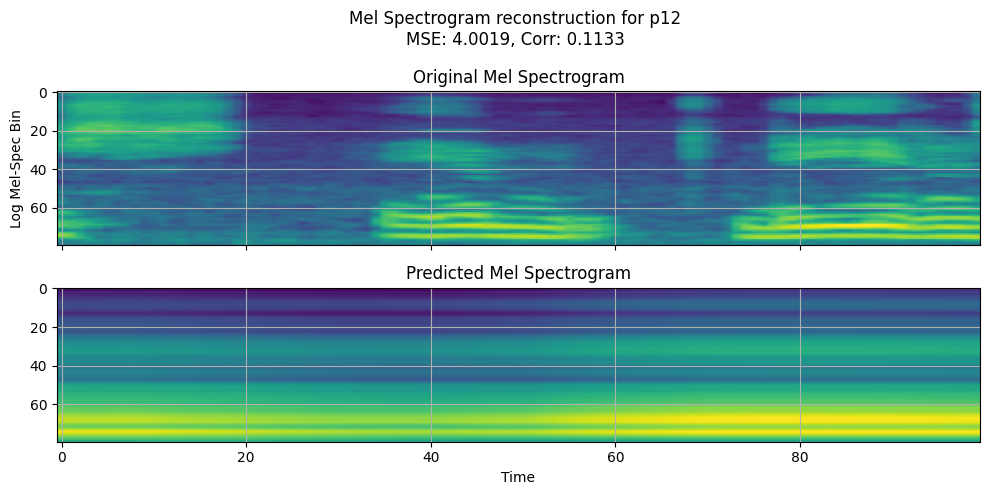 Mel Spectrogram reconstruction for p12
MSE: 4.0019, Corr: 0.1133
Original Mel Spectrogram
0
20
40
60
Log Mel-Spec Bin
Predicted Mel Spectrogram
0
20
40
60
0 20 40 60 80
Time